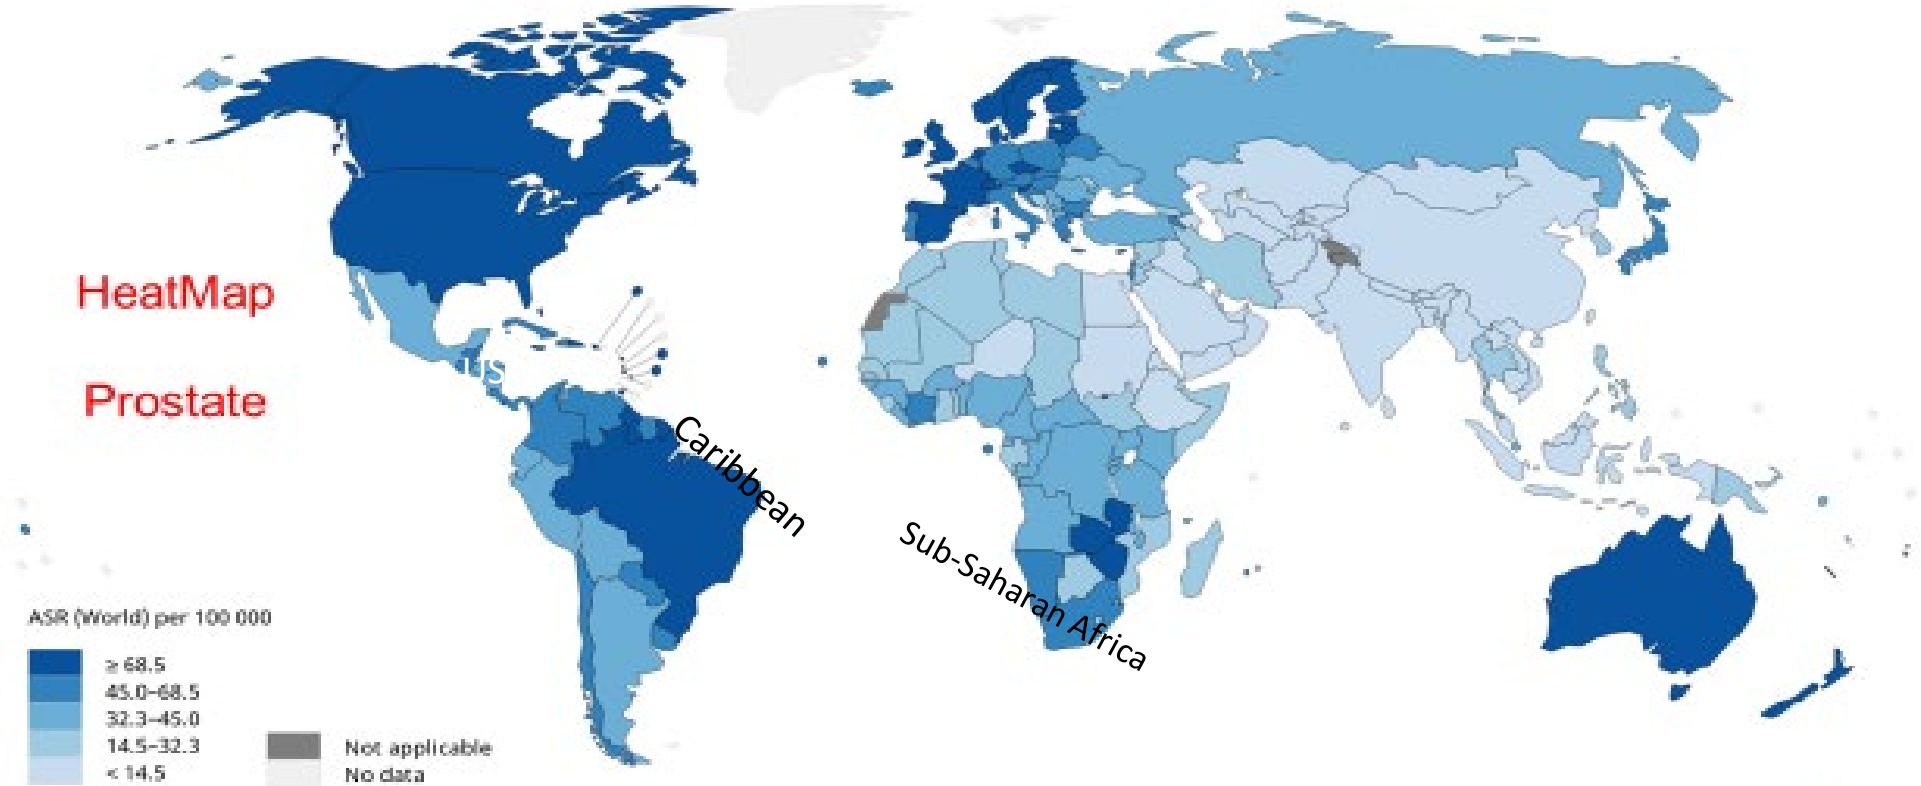 HeatMap
US
Prostate
Caribbean
Sub-Saharan Africa
ASR (World) per 100 000
≥ 68.5
45.0–68.5
32.3–45.0
14.5–32.3
< 14.5
Not applicable
No data